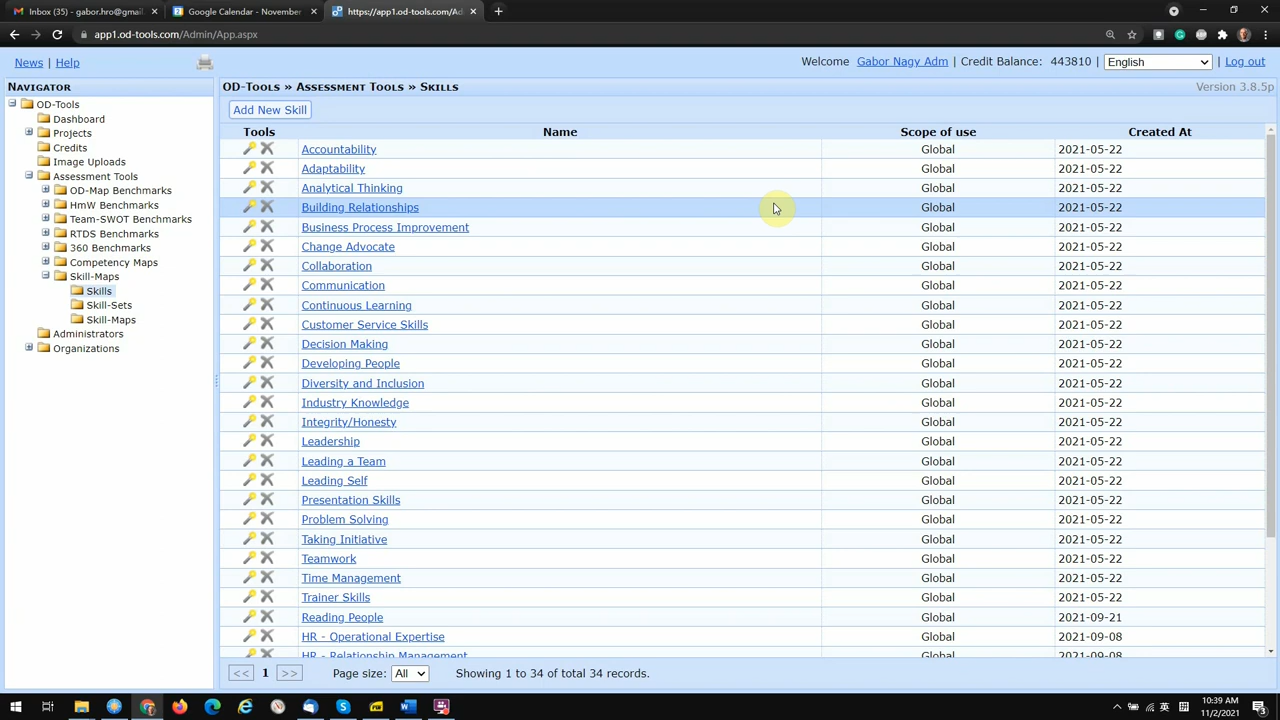 Inbox (35) - gabor.hro@gmail
Google Calendar - November
https://app1.od-tools.com/Ad
app1.od-tools.com/Admin/App.aspx
News | Help
Welcome Gabor Nagy Adm | Credit Balance: 443810 | English | Log out
NAVIGATOR
OD-TOOLS » ASSESSMENT TOOLS » SKILLS
Version 3.8.5p
OD-Tools
Dashboard
Projects
Credits
Image Uploads
Assessment Tools
OD-Map Benchmarks
HmW Benchmarks
Team-SWOT Benchmarks
RTDS Benchmarks
360 Benchmarks
Competency Maps
Skill-Maps
Skills
Skill-Sets
Skill-Maps
Administrators
Organizations
Add New Skill
Tools Name Scope of use Created At
Accountability Global 2021-05-22
Adaptability Global 2021-05-22
Analytical Thinking Global 2021-05-22
Building Relationships Global 2021-05-22
Business Process Improvement Global 2021-05-22
Change Advocate Global 2021-05-22
Collaboration Global 2021-05-22
Communication Global 2021-05-22
Continuous Learning Global 2021-05-22
Customer Service Skills Global 2021-05-22
Decision Making Global 2021-05-22
Developing People Global 2021-05-22
Diversity and Inclusion Global 2021-05-22
Industry Knowledge Global 2021-05-22
Integrity/Honesty Global 2021-05-22
Leadership Global 2021-05-22
Leading a Team Global 2021-05-22
Leading Self Global 2021-05-22
Presentation Skills Global 2021-05-22
Problem Solving Global 2021-05-22
Taking Initiative Global 2021-05-22
Teamwork Global 2021-05-22
Time Management Global 2021-05-22
Trainer Skills Global 2021-05-22
Reading People Global 2021-09-21
HR - Operational Expertise Global 2021-09-08
HR - Relationship Management Global 2021-09-08
<< 1 >> Page size: All Showing 1 to 34 of total 34 records.
英
10:39 AM
11/2/2021